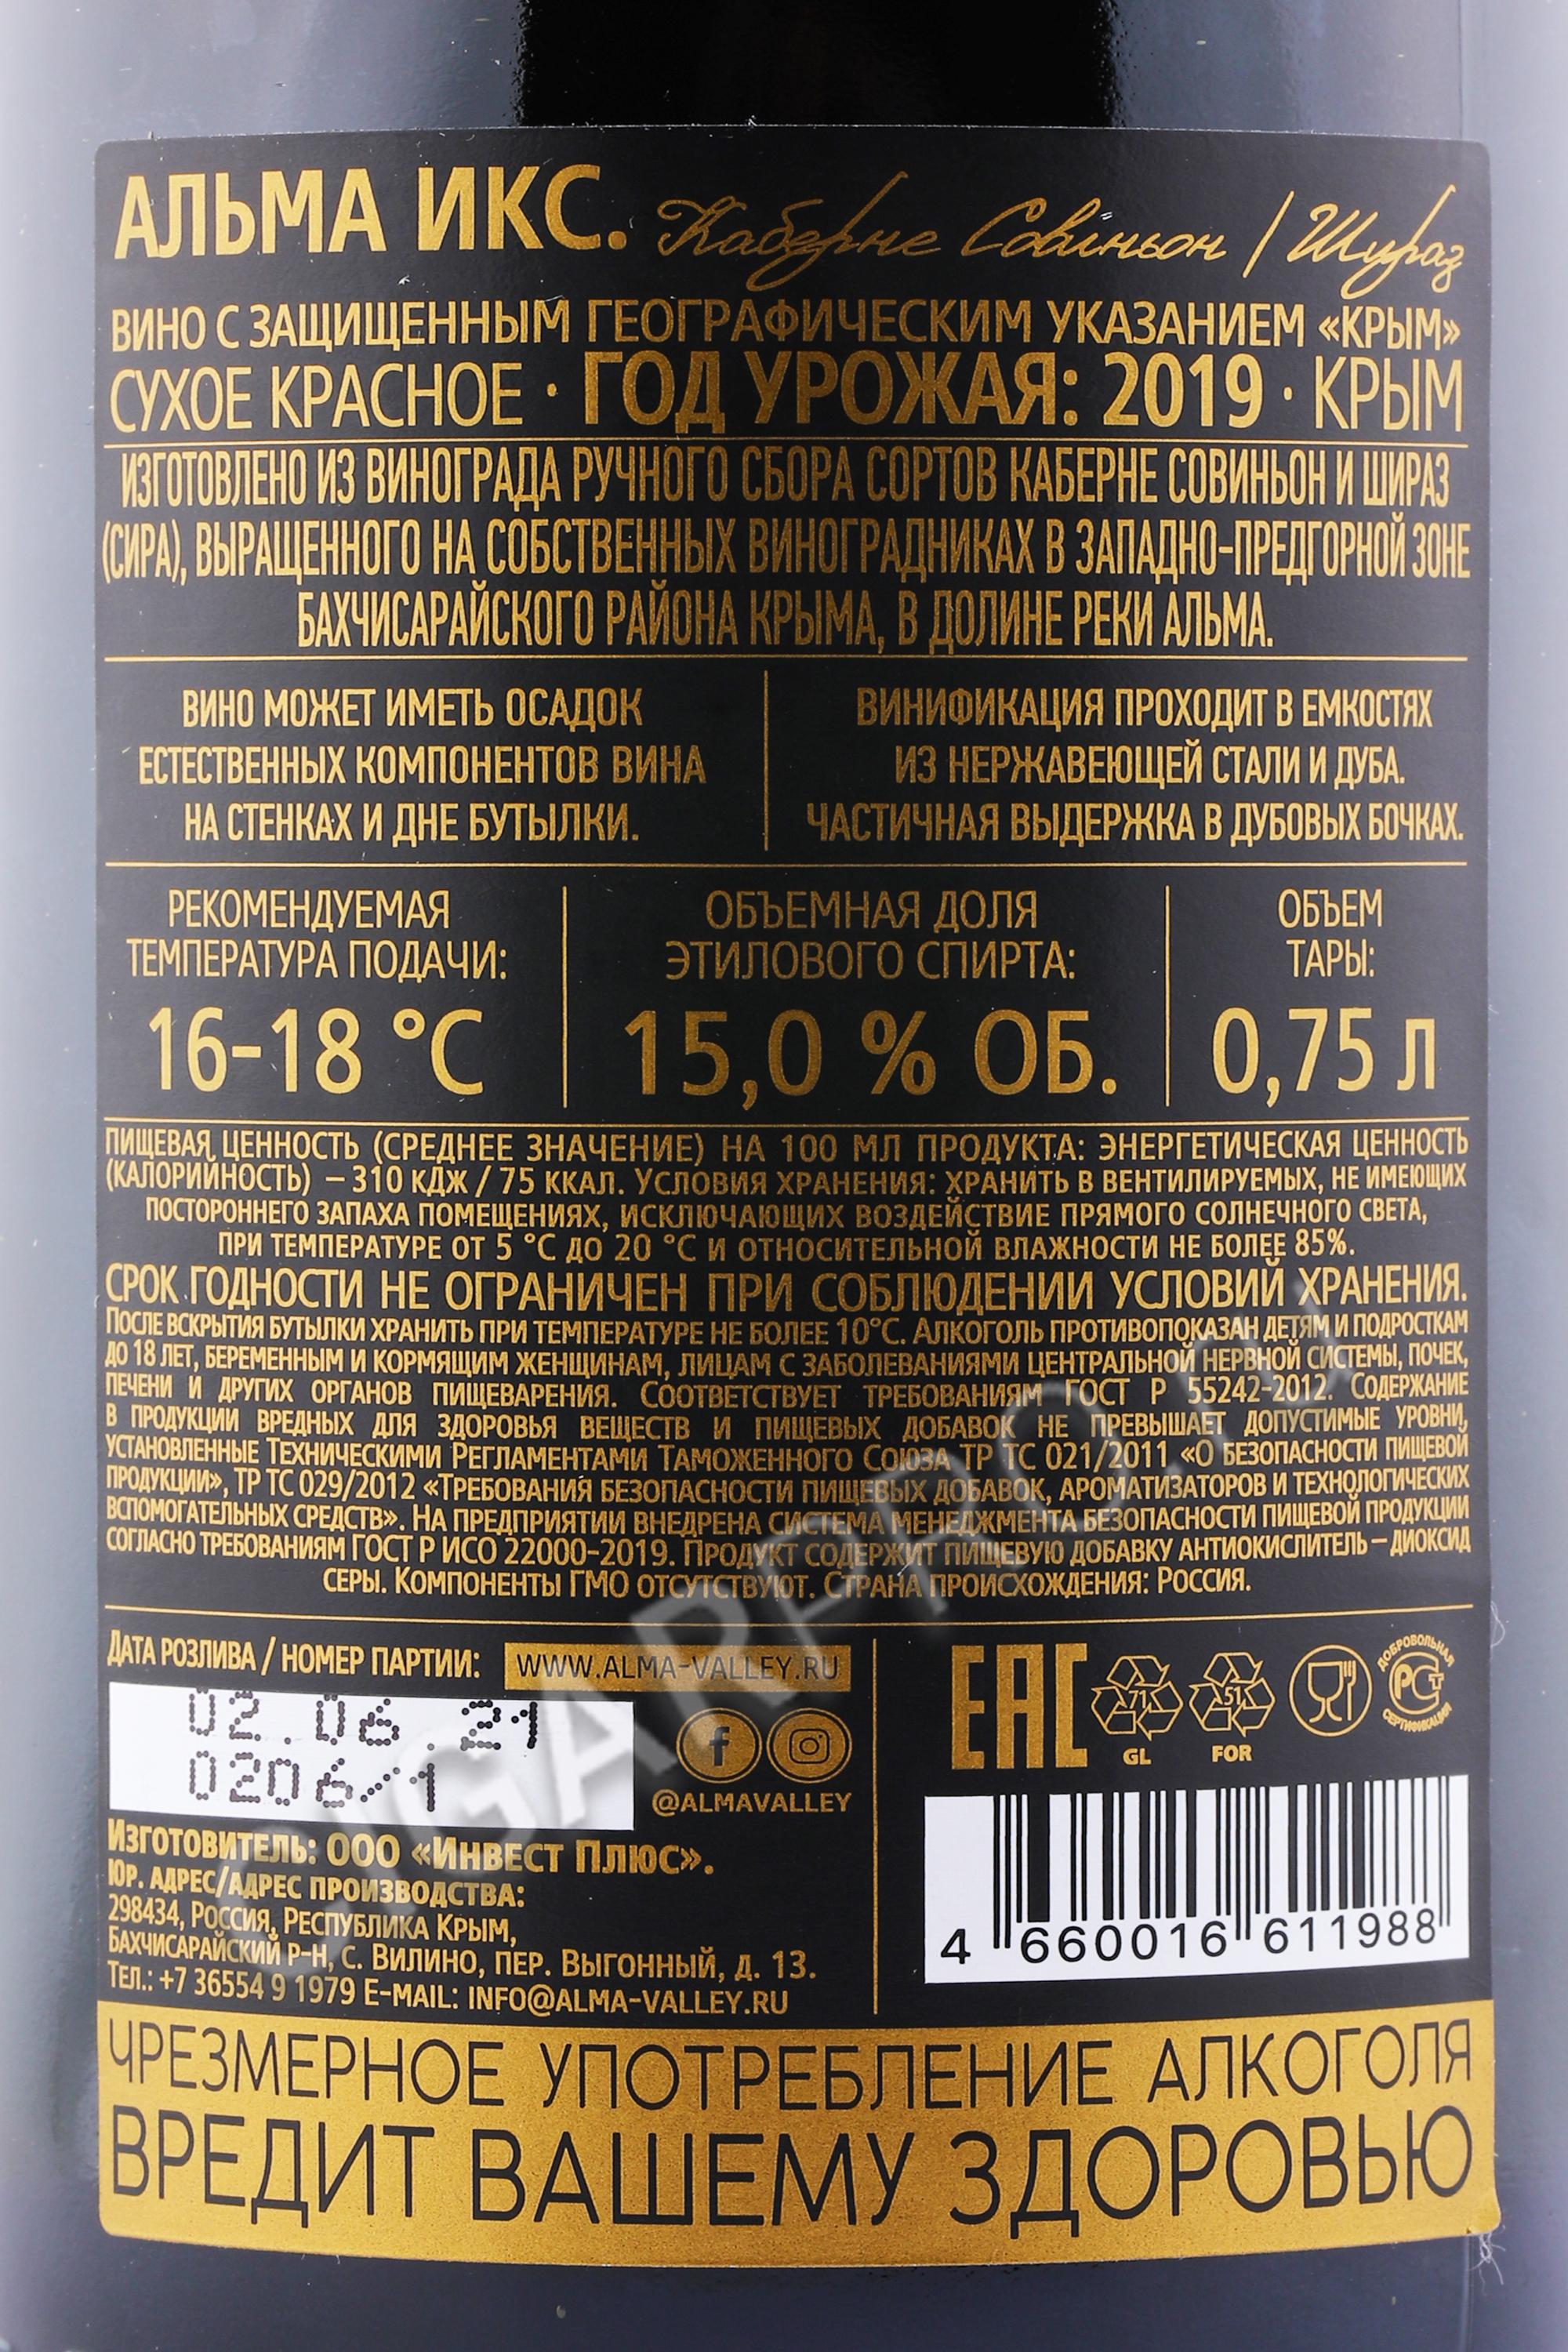 АЛЬМА ИКС. Каберне Совиньон / Шираз
ВИНО С ЗАЩИЩЕННЫМ ГЕОГРАФИЧЕСКИМ УКАЗАНИЕМ «КРЫМ»
СУХОЕ КРАСНОЕ · ГОД УРОЖАЯ: 2019 · КРЫМ
ИЗГОТОВЛЕНО ИЗ ВИНОГРАДА РУЧНОГО СБОРА СОРТОВ КАБЕРНЕ СОВИНЬОН И ШИРАЗ
(СИРА), ВЫРАЩЕННОГО НА СОБСТВЕННЫХ ВИНОГРАДНИКАХ В ЗАПАДНО-ПРЕДГОРНОЙ ЗОНЕ
БАХЧИСАРАЙСКОГО РАЙОНА КРЫМА, В ДОЛИНЕ РЕКИ АЛЬМА.
ВИНО МОЖЕТ ИМЕТЬ ОСАДОК
ЕСТЕСТВЕННЫХ КОМПОНЕНТОВ ВИНА
НА СТЕНКАХ И ДНЕ БУТЫЛКИ.
ВИНИФИКАЦИЯ ПРОХОДИТ В ЕМКОСТЯХ
ИЗ НЕРЖАВЕЮЩЕЙ СТАЛИ И ДУБА.
ЧАСТИЧНАЯ ВЫДЕРЖКА В ДУБОВЫХ БОЧКАХ.
РЕКОМЕНДУЕМАЯ
ТЕМПЕРАТУРА ПОДАЧИ:
16-18 °C
ОБЪЕМНАЯ ДОЛЯ
ЭТИЛОВОГО СПИРТА:
15,0 % ОБ.
ОБЪЕМ
ТАРЫ:
0,75 Л
ПИЩЕВАЯ ЦЕННОСТЬ (СРЕДНЕЕ ЗНАЧЕНИЕ) НА 100 МЛ ПРОДУКТА: ЭНЕРГЕТИЧЕСКАЯ ЦЕННОСТЬ
(КАЛОРИЙНОСТЬ) – 310 КДЖ / 75 ККАЛ. УСЛОВИЯ ХРАНЕНИЯ: ХРАНИТЬ В ВЕНТИЛИРУЕМЫХ, НЕ ИМЕЮЩИХ
ПОСТОРОННЕГО ЗАПАХА ПОМЕЩЕНИЯХ, ИСКЛЮЧАЮЩИХ ВОЗДЕЙСТВИЕ ПРЯМОГО СОЛНЕЧНОГО СВЕТА,
ПРИ ТЕМПЕРАТУРЕ ОТ 5 °C ДО 20 °C И ОТНОСИТЕЛЬНОЙ ВЛАЖНОСТИ НЕ БОЛЕЕ 85%.
СРОК ГОДНОСТИ НЕ ОГРАНИЧЕН ПРИ СОБЛЮДЕНИИ УСЛОВИЙ ХРАНЕНИЯ.
ПОСЛЕ ВСКРЫТИЯ БУТЫЛКИ ХРАНИТЬ ПРИ ТЕМПЕРАТУРЕ НЕ БОЛЕЕ 10°C. АЛКОГОЛЬ ПРОТИВОПОКАЗАН ДЕТЯМ И ПОДРОСТКАМ
ДО 18 ЛЕТ, БЕРЕМЕННЫМ И КОРМЯЩИМ ЖЕНЩИНАМ, ЛИЦАМ С ЗАБОЛЕВАНИЯМИ ЦЕНТРАЛЬНОЙ НЕРВНОЙ СИСТЕМЫ, ПОЧЕК,
ПЕЧЕНИ И ДРУГИХ ОРГАНОВ ПИЩЕВАРЕНИЯ. СООТВЕТСТВУЕТ ТРЕБОВАНИЯМ ГОСТ Р 55242-2012. СОДЕРЖАНИЕ
В ПРОДУКЦИИ ВРЕДНЫХ ДЛЯ ЗДОРОВЬЯ ВЕЩЕСТВ И ПИЩЕВЫХ ДОБАВОК НЕ ПРЕВЫШАЕТ ДОПУСТИМЫЕ УРОВНИ,
УСТАНОВЛЕННЫЕ ТЕХНИЧЕСКИМИ РЕГЛАМЕНТАМИ ТАМОЖЕННОГО СОЮЗА ТР ТС 021/2011 «О БЕЗОПАСНОСТИ ПИЩЕВОЙ
ПРОДУКЦИИ», ТР ТС 029/2012 «ТРЕБОВАНИЯ БЕЗОПАСНОСТИ ПИЩЕВЫХ ДОБАВОК, АРОМАТИЗАТОРОВ И ТЕХНОЛОГИЧЕСКИХ
ВСПОМОГАТЕЛЬНЫХ СРЕДСТВ». НА ПРЕДПРИЯТИИ ВНЕДРЕНА СИСТЕМА МЕНЕДЖМЕНТА БЕЗОПАСНОСТИ ПИЩЕВОЙ ПРОДУКЦИИ
СОГЛАСНО ТРЕБОВАНИЯМ ГОСТ Р ИСО 22000-2019. ПРОДУКТ СОДЕРЖИТ ПИЩЕВУЮ ДОБАВКУ АНТИОКИСЛИТЕЛЬ – ДИОКСИД
СЕРЫ. КОМПОНЕНТЫ ГМО ОТСУТСТВУЮТ. СТРАНА ПРОИСХОЖДЕНИЯ: РОССИЯ.
ДАТА РОЗЛИВА / НОМЕР ПАРТИИ:
02.06.21
0206/1
WWW.ALMA-VALLEY.RU
@ALMAVALLEY
ИЗГОТОВИТЕЛЬ: ООО «ИНВЕСТ ПЛЮС».
ЮР. АДРЕС/АДРЕС ПРОИЗВОДСТВА:
298434, РОССИЯ, РЕСПУБЛИКА КРЫМ,
БАХЧИСАРАЙСКИЙ Р-Н, С. ВИЛИНО, ПЕР. ВЫГОННЫЙ, Д. 13.
ТЕЛ.: +7 36554 9 1979 E-MAIL: INFO@ALMA-VALLEY.RU
EAC
71
GL
51
FOR
ДОБРОВОЛЬНАЯ
РСТ
СЕРТИФИКАЦИЯ
4 660016 611988
ЧРЕЗМЕРНОЕ УПОТРЕБЛЕНИЕ АЛКОГОЛЯ
ВРЕДИТ ВАШЕМУ ЗДОРОВЬЮ
CIGARPRO.ru